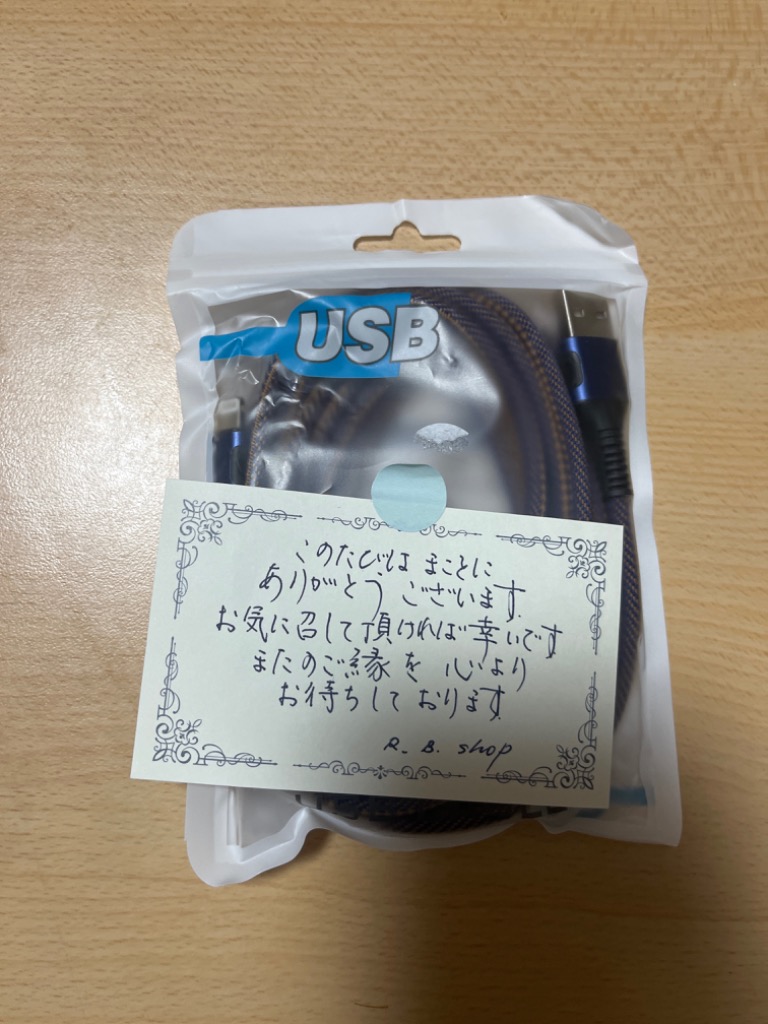 USB
このたびは まことに
ありがとう ございます
お気に召して頂ければ幸いです
またのご縁を 心より
お待ちしております
R. B. shop